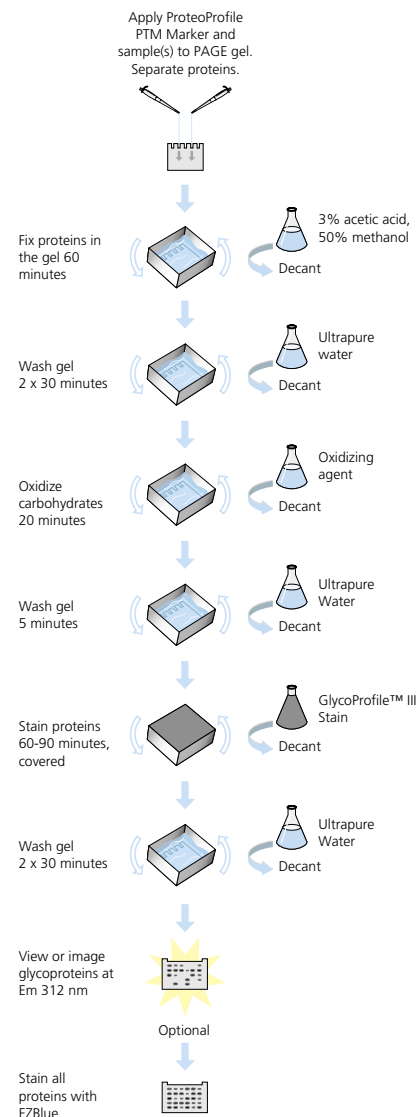 Apply ProteoProfile
PTM Marker and
sample(s) to PAGE gel.
Separate proteins.
Fix proteins in
the gel 60
minutes
3% acetic acid,
50% methanol
Decant
Wash gel
2 x 30 minutes
Ultrapure
water
Decant
Oxidize
carbohydrates
20 minutes
Oxidizing
agent
Decant
Wash gel
5 minutes
Ultrapure
Water
Decant
Stain proteins
60-90 minutes,
covered
GlycoProfile™ III
Stain
Decant
Wash gel
2 x 30 minutes
Ultrapure
Water
Decant
View or image
glycoproteins at
Em 312 nm
Optional
Stain all
proteins with
EZBlue